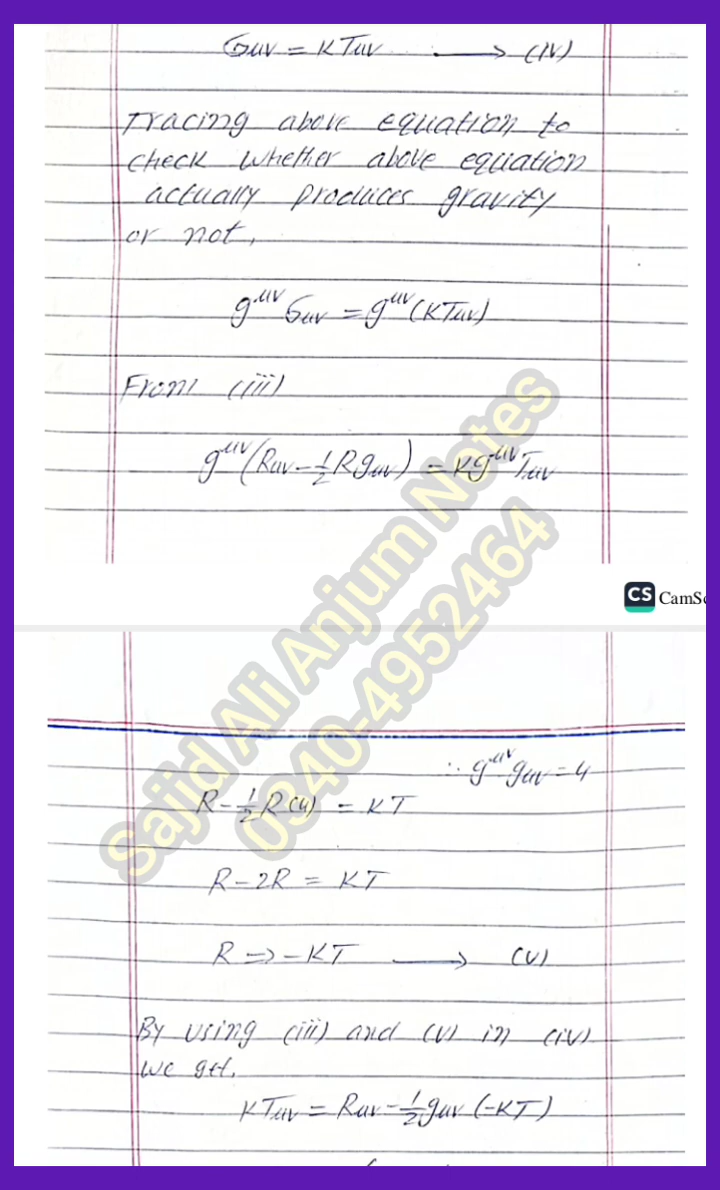 Gμν = KTμν ⟶ (iv)
Tracing above equation to
check whether above equation
actually produces gravity
or not,
g^μν Gμν = g^μν (KTμν)
From (iii)
g^μν (Rμν - 1/2 R gμν) = K g^μν Tμν
CS CamSc
∵ g^μν gμν = 4
R - 1/2 R(4) = KT
R - 2R = KT
R => -KT ⟶ (v)
By using (iii) and (v) in (iv)
we get.
KTμν = Rμν - 1/2 gμν (-KT)
Sajid Ali Anjum Notes
0340-4952464